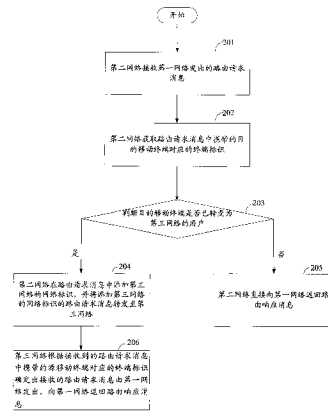 开始
201
第二网络接收第一网络发出的路由请求
消息
202
第二网络获取路由请求消息中携带的目
的移动终端对应的终端标识
203
判断目的移动终端是否已转变为
第三网络的用户
是
否
204
第二网络在路由请求消息中添加第三
网络的网络标识，并将添加第三网络
的网络标识的路由请求消息转发至第
三网络
205
第二网络直接向第一网络返回路
由响应消息
206
第三网络根据接收到的路由请求消息
中携带的源移动终端对应的终端标识
确定出接收的路由请求消息由第一网
络发出，向第一网络返回路由响应消息